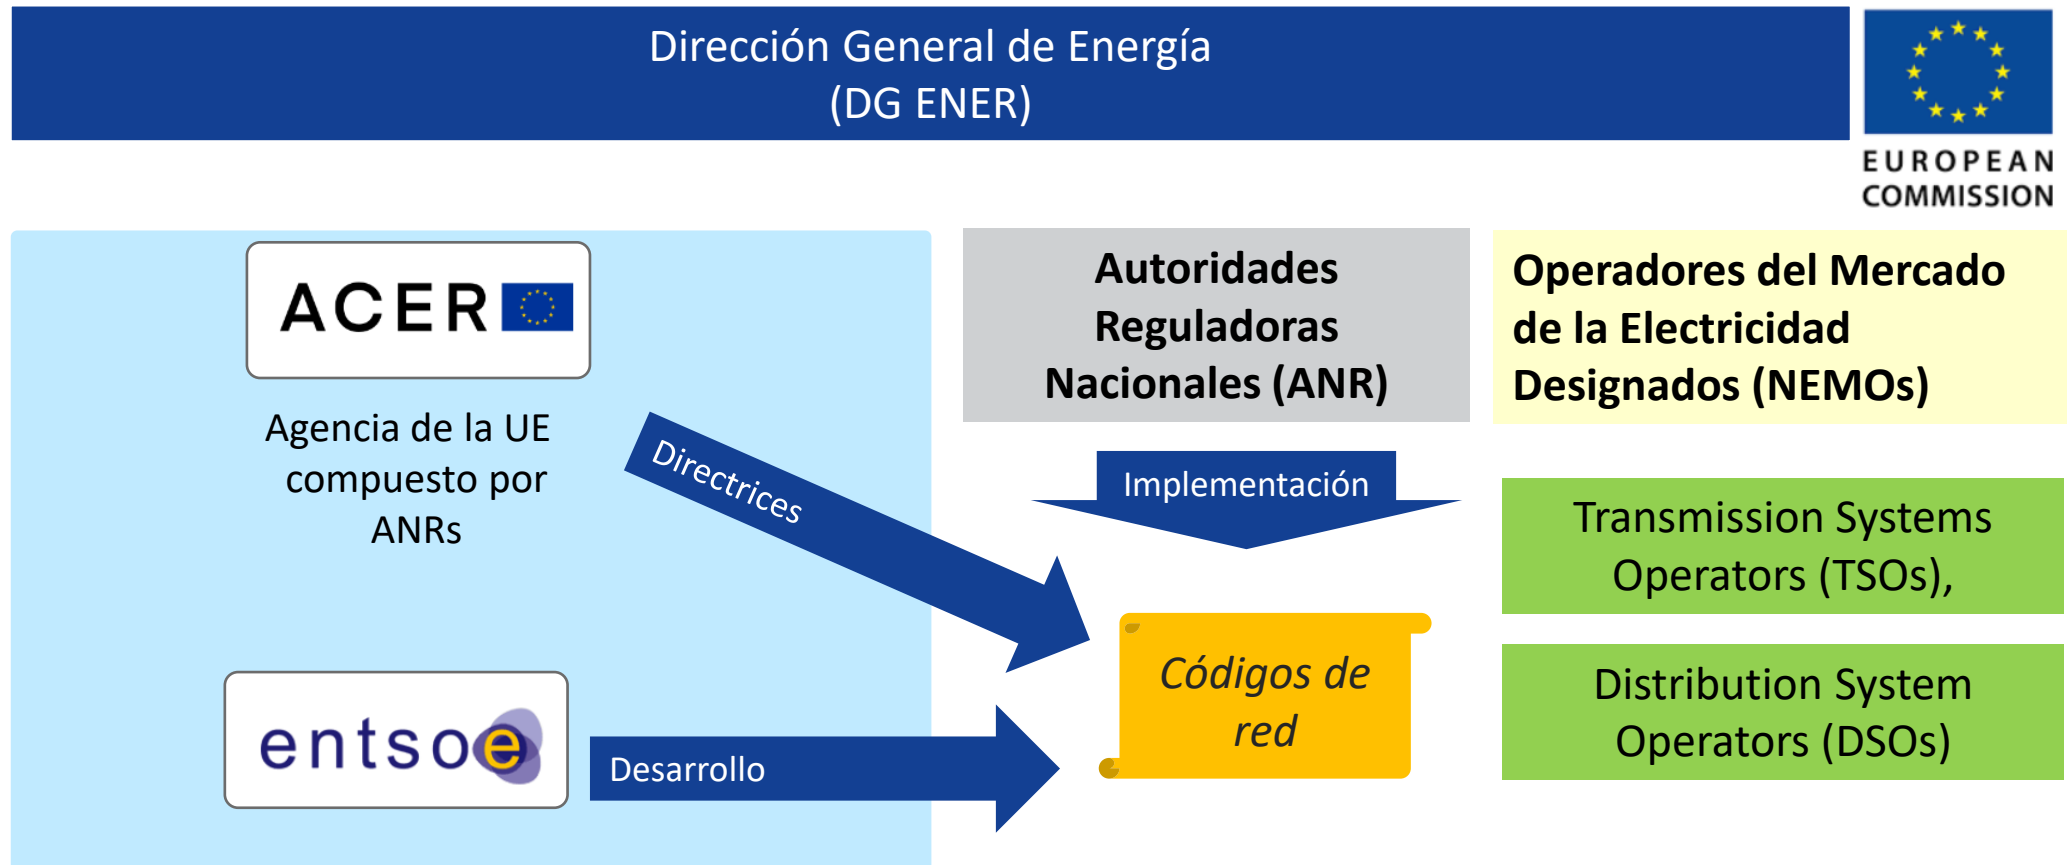 Dirección General de Energía
(DG ENER)
EUROPEAN
COMMISSION
ACER
Agencia de la UE
compuesto por
ANRs
Directrices
entsoe
Desarrollo
Autoridades
Reguladoras
Nacionales (ANR)
Implementación
Códigos de
red
Operadores del Mercado
de la Electricidad
Designados (NEMOs)
Transmission Systems
Operators (TSOs),
Distribution System
Operators (DSOs)